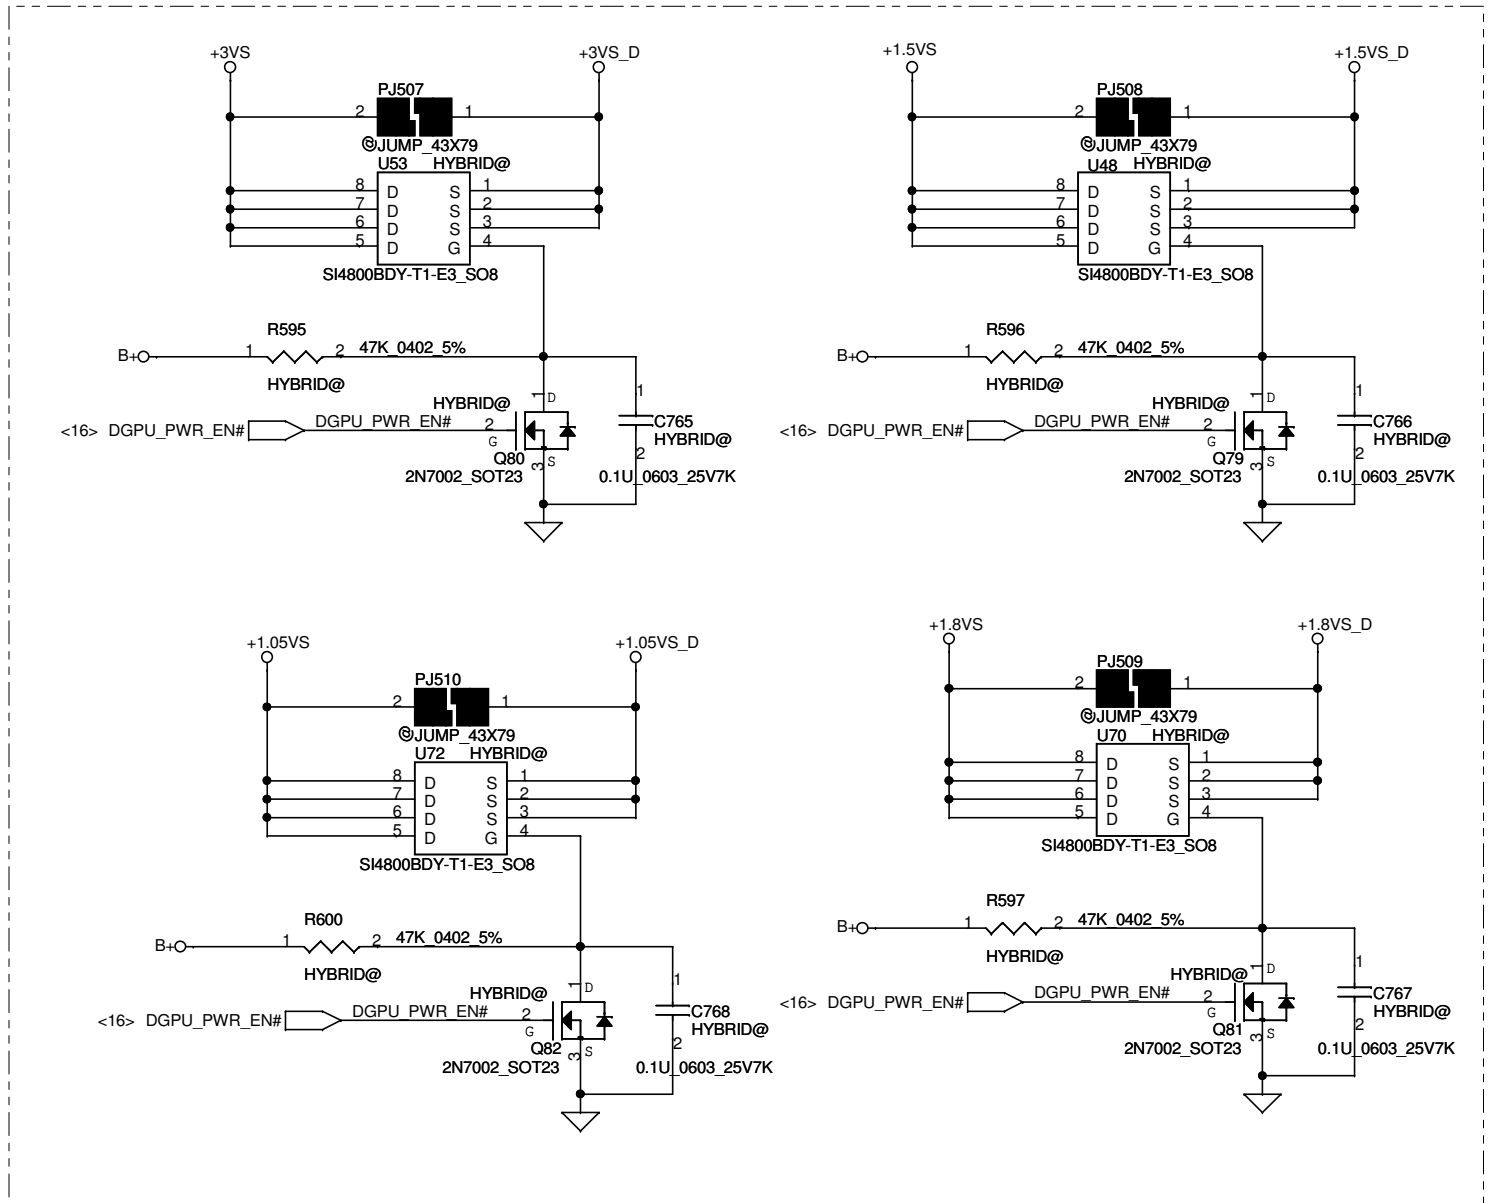 +3VS
+3VS_D
PJ507
2
1
@JUMP_43X79
U53
HYBRID@
8
D
S
1
7
D
S
2
6
D
S
3
5
D
G
4
SI4800BDY-T1-E3_SO8
R595
B+
1
2
47K_0402_5%
HYBRID@
HYBRID@
1
D
1
<16>
DGPU_PWR_EN#
DGPU_PWR_EN#
2
G
C765
HYBRID@
Q80
3
S
2
2N7002_SOT23
0.1U_0603_25V7K
+1.5VS
+1.5VS_D
PJ508
2
1
@JUMP_43X79
U48
HYBRID@
8
D
S
1
7
D
S
2
6
D
S
3
5
D
G
4
SI4800BDY-T1-E3_SO8
R596
B+
1
2
47K_0402_5%
HYBRID@
HYBRID@
1
D
1
<16>
DGPU_PWR_EN#
DGPU_PWR_EN#
2
G
C766
HYBRID@
Q79
3
S
2
2N7002_SOT23
0.1U_0603_25V7K
+1.05VS
+1.05VS_D
PJ510
2
1
@JUMP_43X79
U72
HYBRID@
8
D
S
1
7
D
S
2
6
D
S
3
5
D
G
4
SI4800BDY-T1-E3_SO8
R600
B+
1
2
47K_0402_5%
HYBRID@
HYBRID@
1
D
1
<16>
DGPU_PWR_EN#
DGPU_PWR_EN#
2
G
C768
HYBRID@
Q82
3
S
2
2N7002_SOT23
0.1U_0603_25V7K
+1.8VS
+1.8VS_D
PJ509
2
1
@JUMP_43X79
U70
HYBRID@
8
D
S
1
7
D
S
2
6
D
S
3
5
D
G
4
SI4800BDY-T1-E3_SO8
R597
B+
1
2
47K_0402_5%
HYBRID@
HYBRID@
1
D
1
<16>
DGPU_PWR_EN#
DGPU_PWR_EN#
2
G
C767
HYBRID@
Q81
3
S
2
2N7002_SOT23
0.1U_0603_25V7K